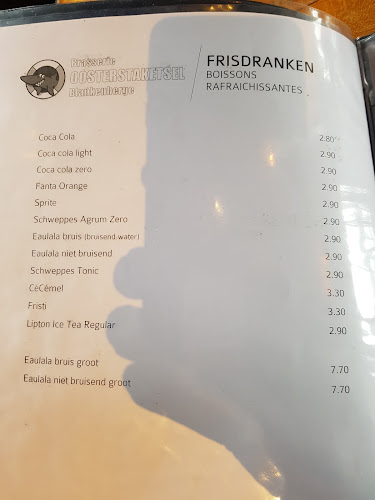 Brasserie
OOSTERSTAKETSEL
Blankenberge
FRISDRANKEN
BOISSONS
RAFRAICHISSANTES
Coca Cola 2.80
Coca cola light 2.90
Coca cola zero 2.90
Fanta Orange 2.90
Sprite 2.90
Schweppes Agrum Zero 2.90
Eaulala bruis (bruisend water) 2.90
Eaulala niet bruisend 2.90
Schweppes Tonic 2.90
CéCémel 3.30
Fristi 3.30
Lipton Ice Tea Regular 2.90
Eaulala bruis groot 7.70
Eaulala niet bruisend groot 7.70